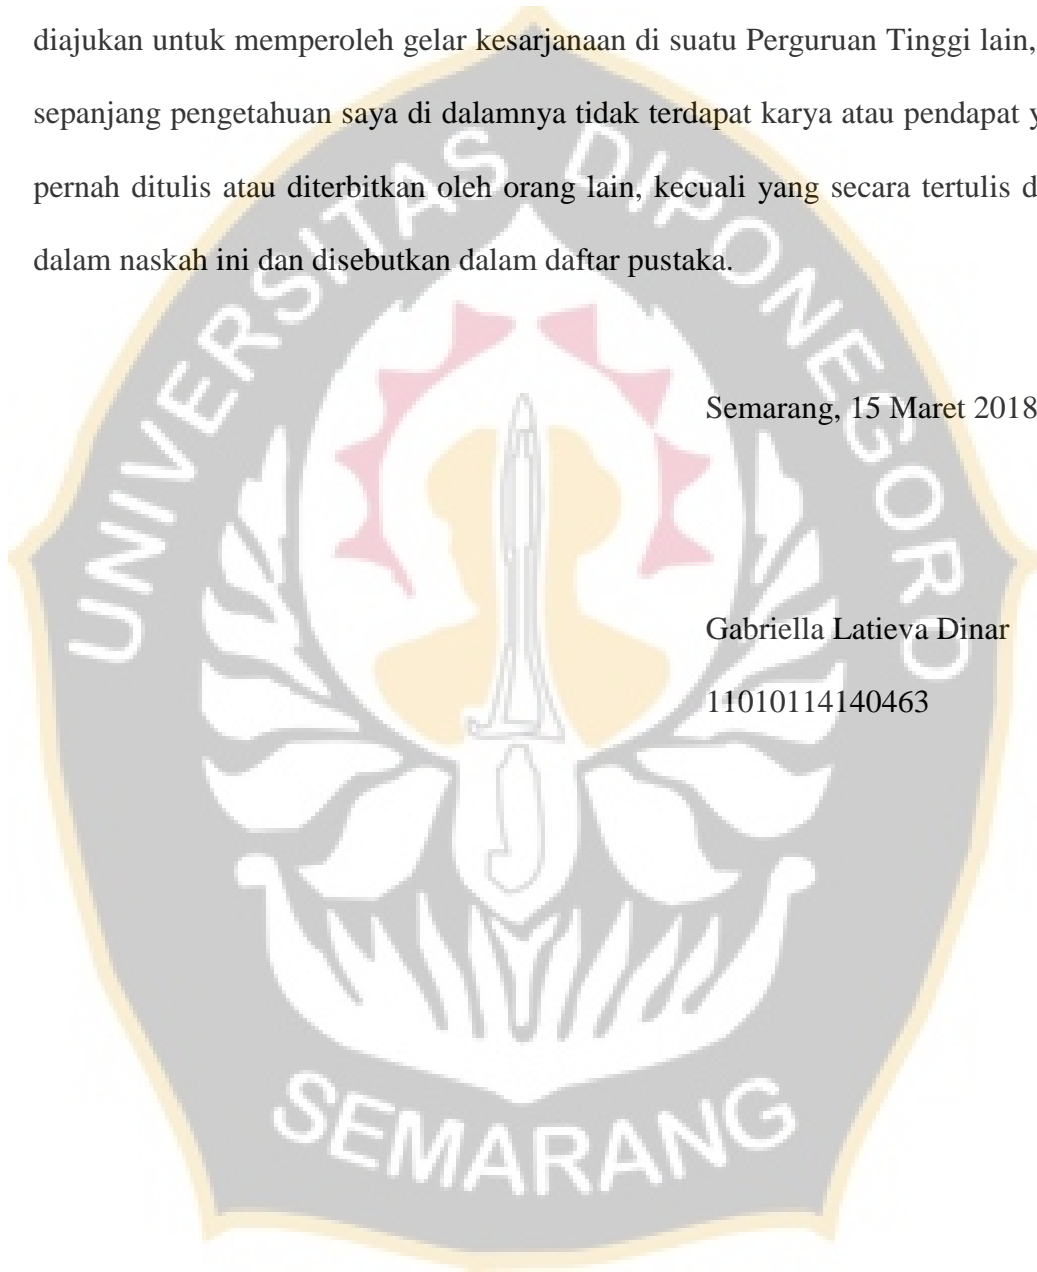 diajukan untuk memperoleh gelar kesarjanaan di suatu Perguruan Tinggi lain,
sepanjang pengetahuan saya di dalamnya tidak terdapat karya atau pendapat
pernah ditulis atau diterbitkan oleh orang lain, kecuali yang secara tertulis
dalam naskah ini dan disebutkan dalam daftar pustaka.
UNIVERSITAS DIPONEGORO
Semarang, 15 Maret 2018
Gabriella Latieva Dinar
11010114140463
SEMARANG